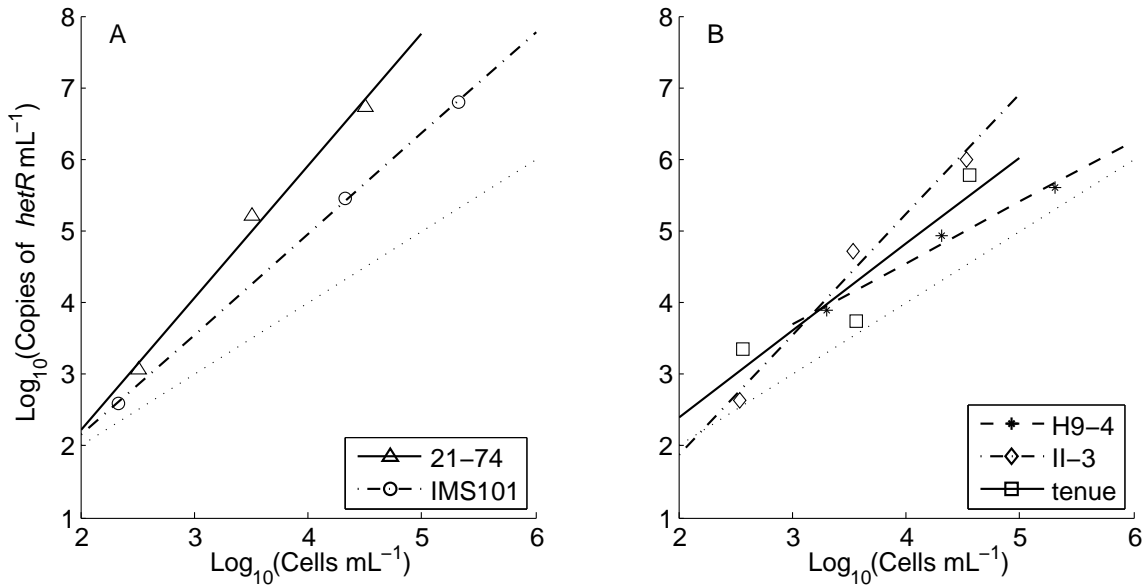 A
Log₁₀(Copies of hetR mL⁻¹)
8
7
6
5
4
3
2
1
2 3 4 5 6
Log₁₀(Cells mL⁻¹)
21−74
IMS101
B
8
7
6
5
4
3
2
1
2 3 4 5 6
Log₁₀(Cells mL⁻¹)
H9−4
II−3
tenue